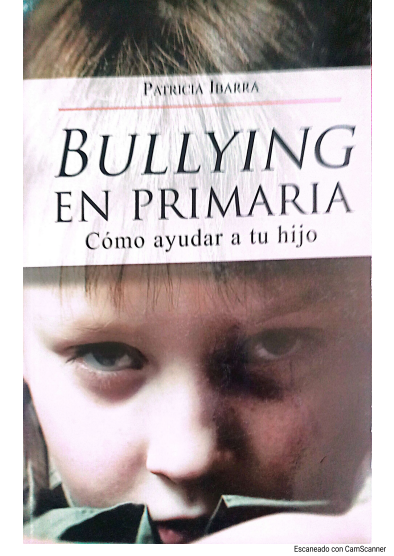 PATRICIA IBARRA
BULLYING
EN PRIMARIA
Cómo ayudar a tu hijo
Escaneado con CamScanner